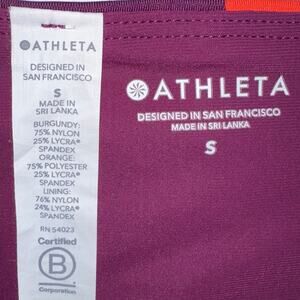 ATHLETA
DESIGNED IN
SAN FRANCISCO
S
MADE IN
SRI LANKA
BURGUNDY:
75% NYLON
25% LYCRA®
SPANDEX
ORANGE:
75% POLYESTER
25% LYCRA®
SPANDEX
LINING:
76% NYLON
24% LYCRA®
SPANDEX
RN 54023
Certified
B
Corporation
ATHLETA
DESIGNED IN SAN FRANCISCO
MADE IN SRI LANKA
S